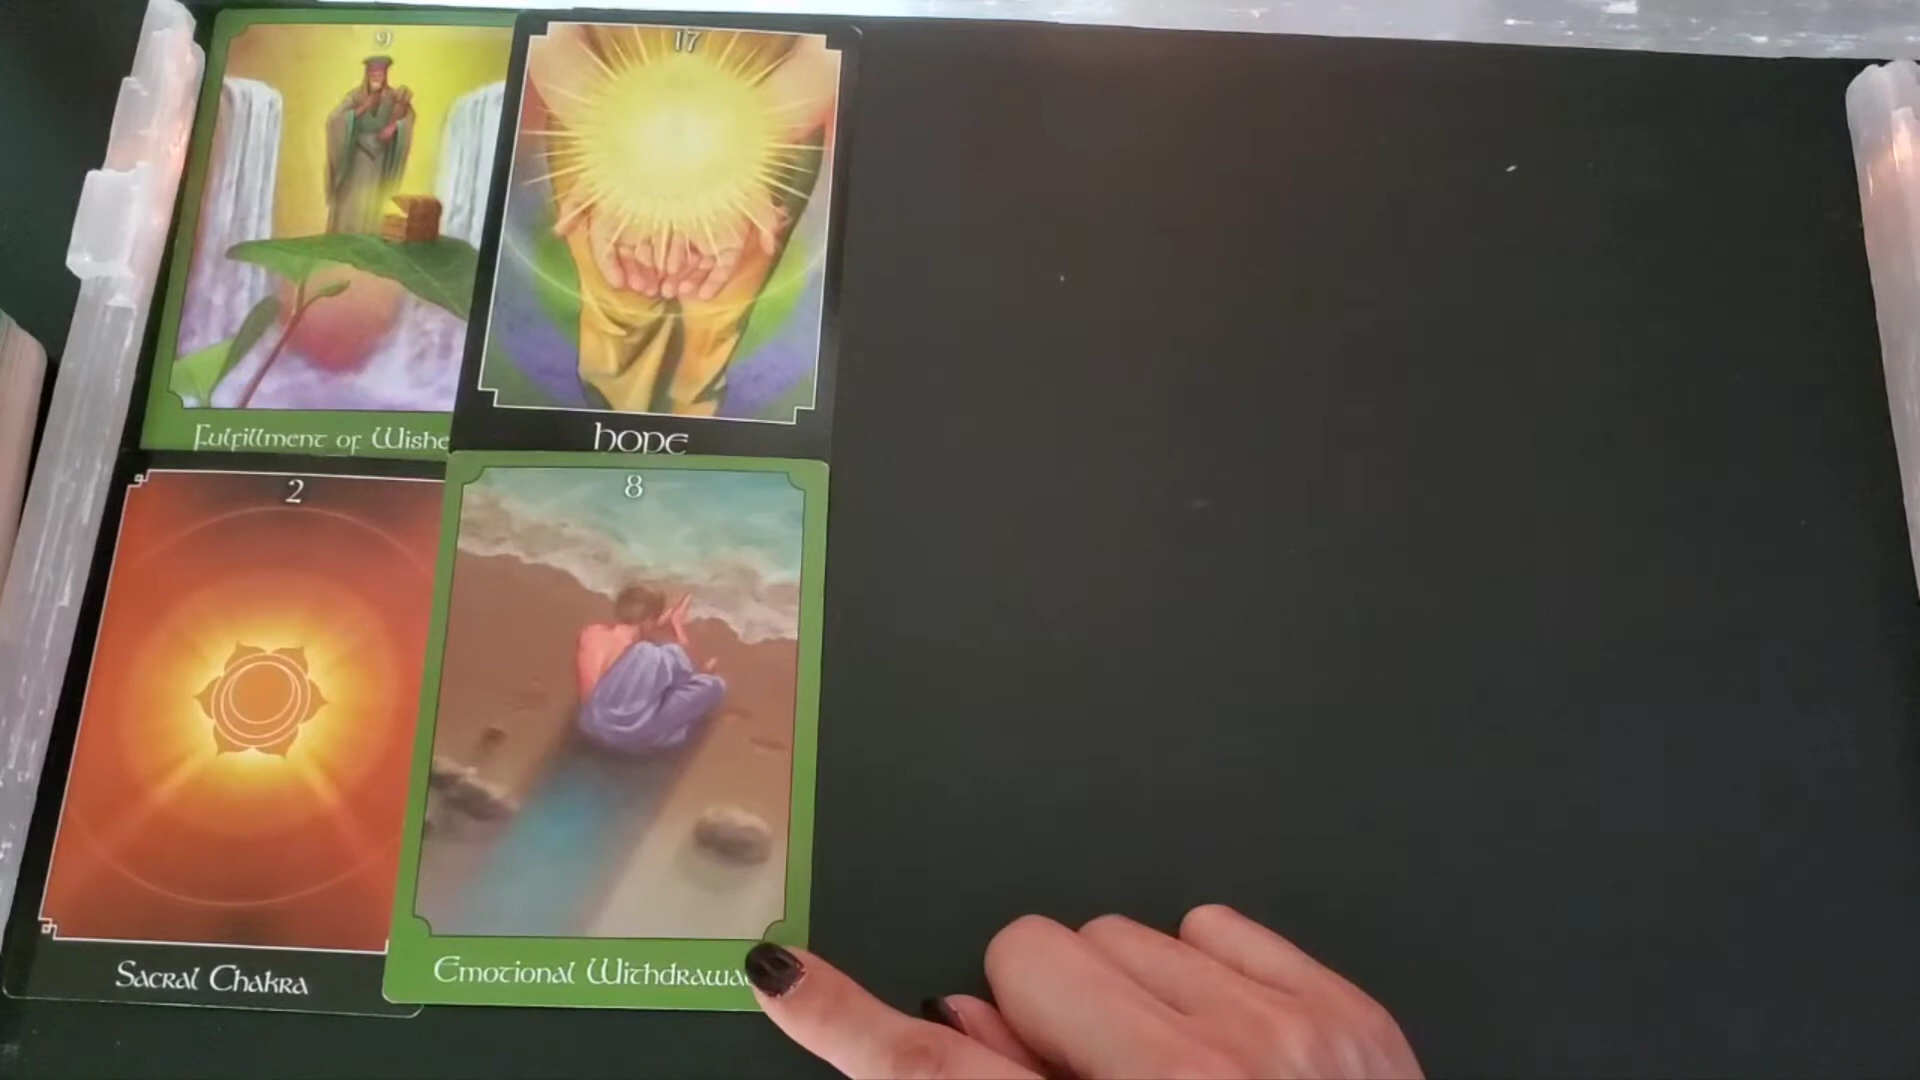 9
17
Fulfillment of Wishe
hope
2
8
Sacral Chakra
Emotional Withdrawa